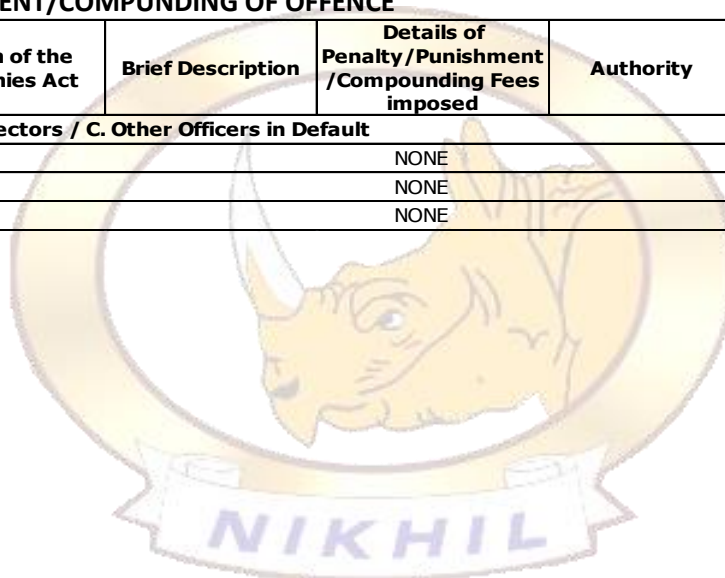 ENT/COMPUNDING OF OFFENCE
of the
nies Act
Brief Description
Details of
Penalty/Punishment
/Compounding Fees
imposed
Authority
ectors / C. Other Officers in Default
NONE
NONE
NONE
NIKHIL